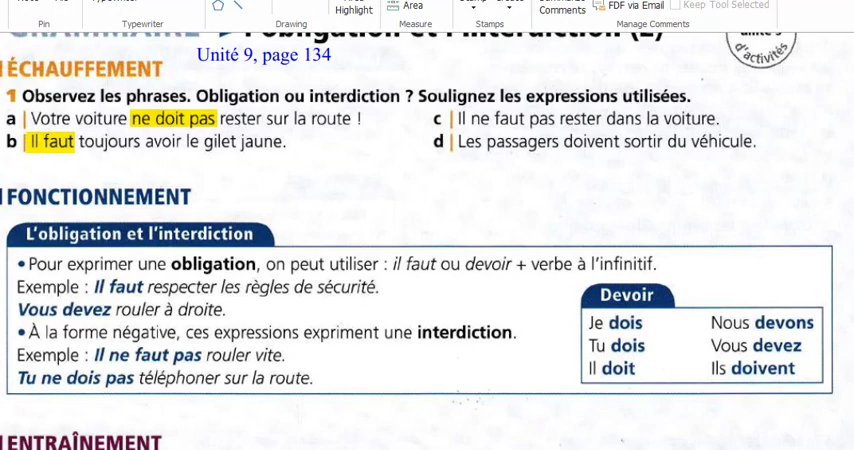 Highlight
Area
Comments
FDF via Email
Keep Tool Selected
Pin
Typewriter
Drawing
Measure
Stamps
Manage Comments
Unité 9, page 134
d'activités
ÉCHAUFFEMENT
1 Observez les phrases. Obligation ou interdiction ? Soulignez les expressions utilisées.
a | Votre voiture ne doit pas rester sur la route !
b | Il faut toujours avoir le gilet jaune.
c | Il ne faut pas rester dans la voiture.
d | Les passagers doivent sortir du véhicule.
FONCTIONNEMENT
L'obligation et l'interdiction
• Pour exprimer une obligation, on peut utiliser : il faut ou devoir + verbe à l'infinitif.
Exemple : Il faut respecter les règles de sécurité.
Vous devez rouler à droite.
• À la forme négative, ces expressions expriment une interdiction.
Exemple : Il ne faut pas rouler vite.
Tu ne dois pas téléphoner sur la route.
Devoir
Je dois Nous devons
Tu dois Vous devez
Il doit Ils doivent
ENTRAÎNEMENT